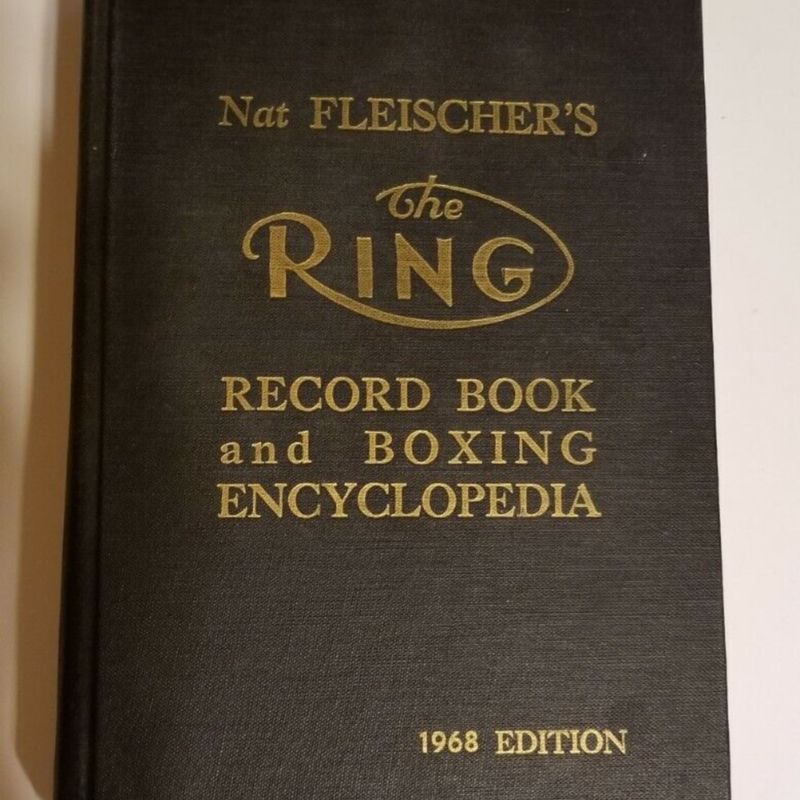 Nat FLEISCHER'S
The
RING
RECORD BOOK
and BOXING
ENCYCLOPEDIA
1968 EDITION